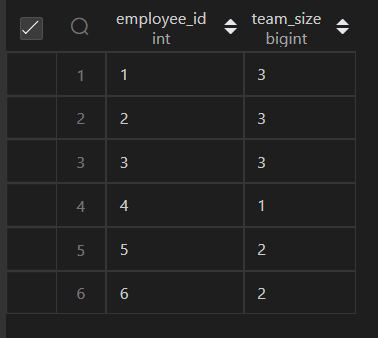 employee_id team_size
int bigint
1 1 3
2 2 3
3 3 3
4 4 1
5 5 2
6 6 2